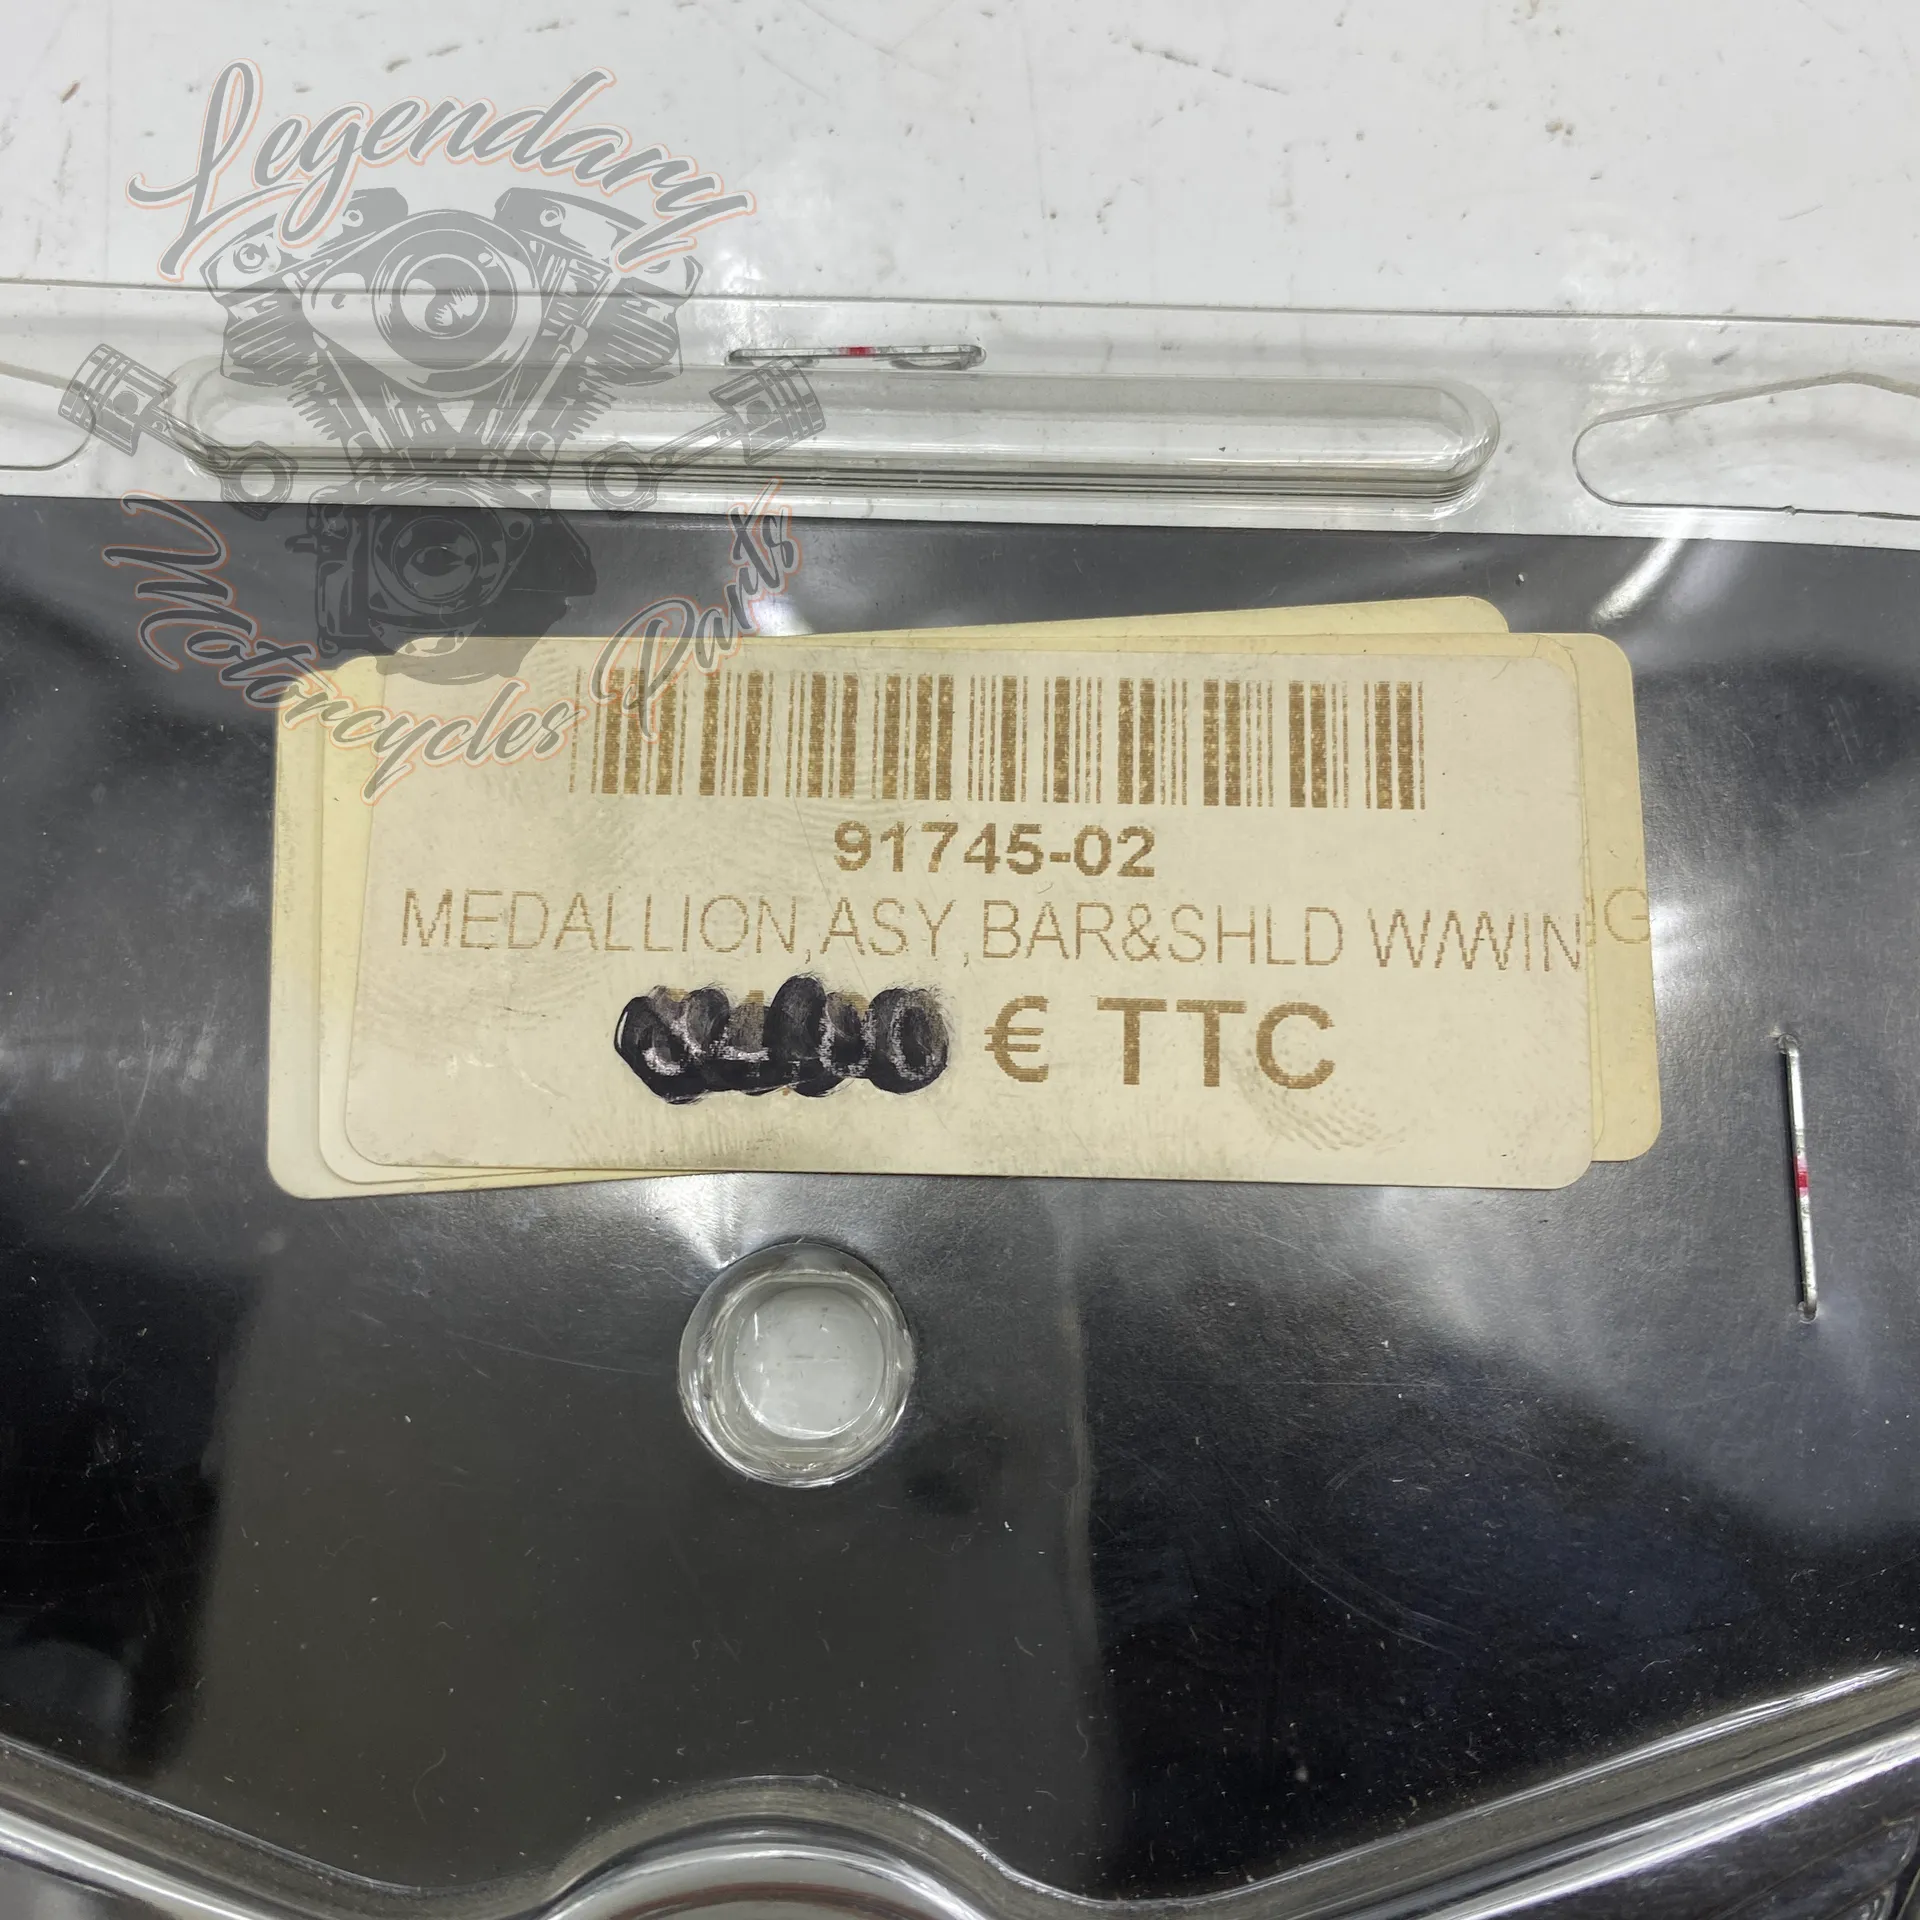 Legendary
Motorcycles Parts
91745-02
MEDALLION,ASY,BAR&SHLD W/WIN
G
€ TTC